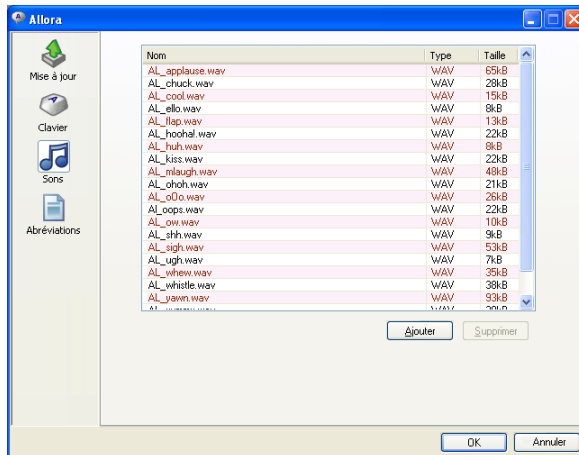 Allora
Mise à jour
Clavier
Sons
Abréviations
Nom Type Taille
AL_applause.wav WAV 65kB
AL_chuck.wav WAV 28kB
AL_cool.wav WAV 15kB
AL_ello.wav WAV 8kB
AL_flap.wav WAV 13kB
AL_hooha!.wav WAV 22kB
AL_huh.wav WAV 8kB
AL_kiss.wav WAV 22kB
AL_mlaugh.wav WAV 48kB
AL_ohoh.wav WAV 21kB
AL_oOo.wav WAV 26kB
Al_oops.wav WAV 22kB
AL_ow.wav WAV 10kB
AL_shh.wav WAV 9kB
AL_sigh.wav WAV 53kB
AL_ugh.wav WAV 7kB
AL_whew.wav WAV 35kB
AL_whistle.wav WAV 38kB
AL_yawn.wav WAV 93kB
Ajouter Supprimer
OK Annuler